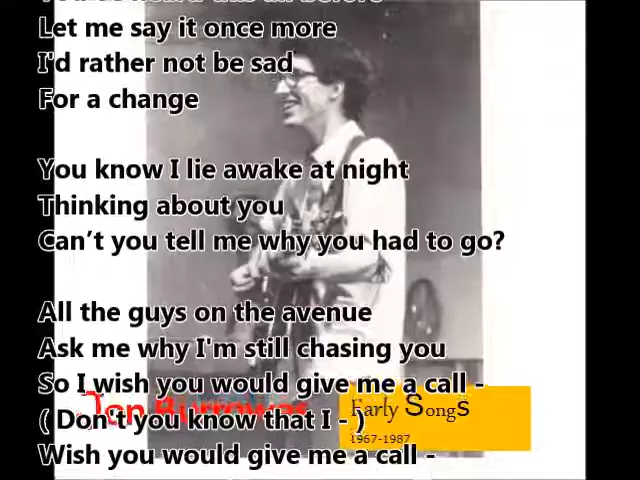 Let me say it once more
I'd rather not be sad
For a change
You know I lie awake at night
Thinking about you
Can't you tell me why you had to go?
All the guys on the avenue
Ask me why I'm still chasing you
So I wish you would give me a call -
Burrows
Early Songs
( Don't you know that I - )
1967-1987
Wish you would give me a call -